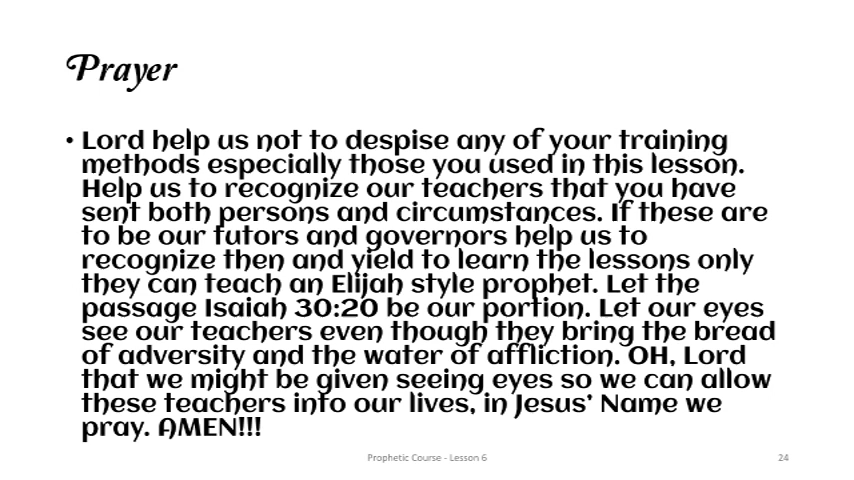 Prayer
• Lord help us not to despise any of your training
methods especially those you used in this lesson.
Help us to recognize our teachers that you have
sent both persons and circumstances. If these are
to be our tutors and governors help us to
recognize then and yield to learn the lessons only
they can teach an Elijah style prophet. Let the
passage Isaiah 30:20 be our portion. Let our eyes
see our teachers even though they bring the bread
of adversity and the water of affliction. OH, Lord
that we might be given seeing eyes so we can allow
these teachers into our lives, in Jesus' Name we
pray. AMEN!!!
Prophetic Course - Lesson 6
24